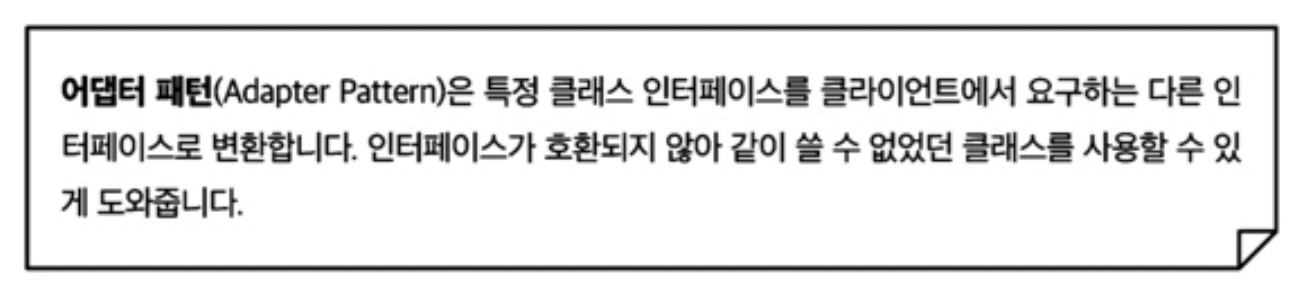 어댑터 패턴(Adapter Pattern)은 특정 클래스 인터페이스를 클라이언트에서 요구하는 다른 인
터페이스로 변환합니다. 인터페이스가 호환되지 않아 같이 쓸 수 없었던 클래스를 사용할 수 있
게 도와줍니다.